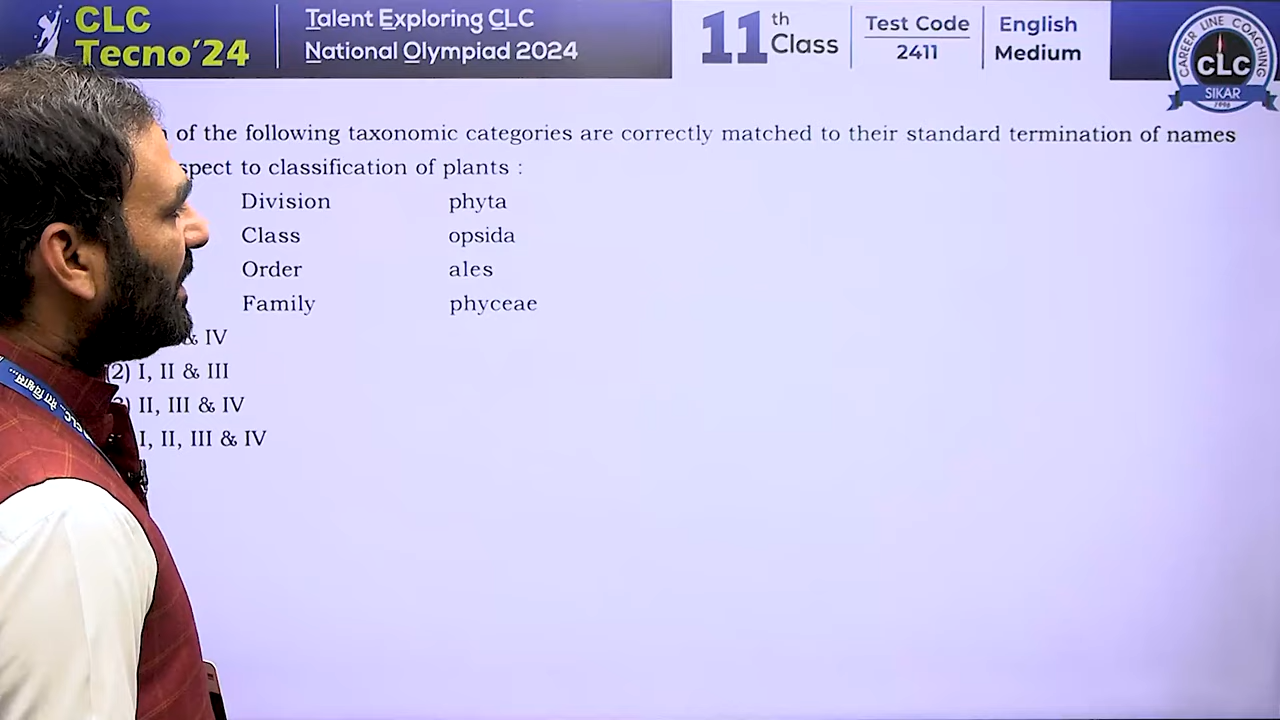 CLC
Tecno’24
Talent Exploring CLC
National Olympiad 2024
11th Class
Test Code
2411
English
Medium
CAREER LINE COACHING
CLC
SIKAR
1996
of the following taxonomic categories are correctly matched to their standard termination of names
to classification of plants :
Division phyta
Class opsida
Order ales
Family phyceae
& IV
(2) I, II & III
II, III & IV
I, II, III & IV
CLC